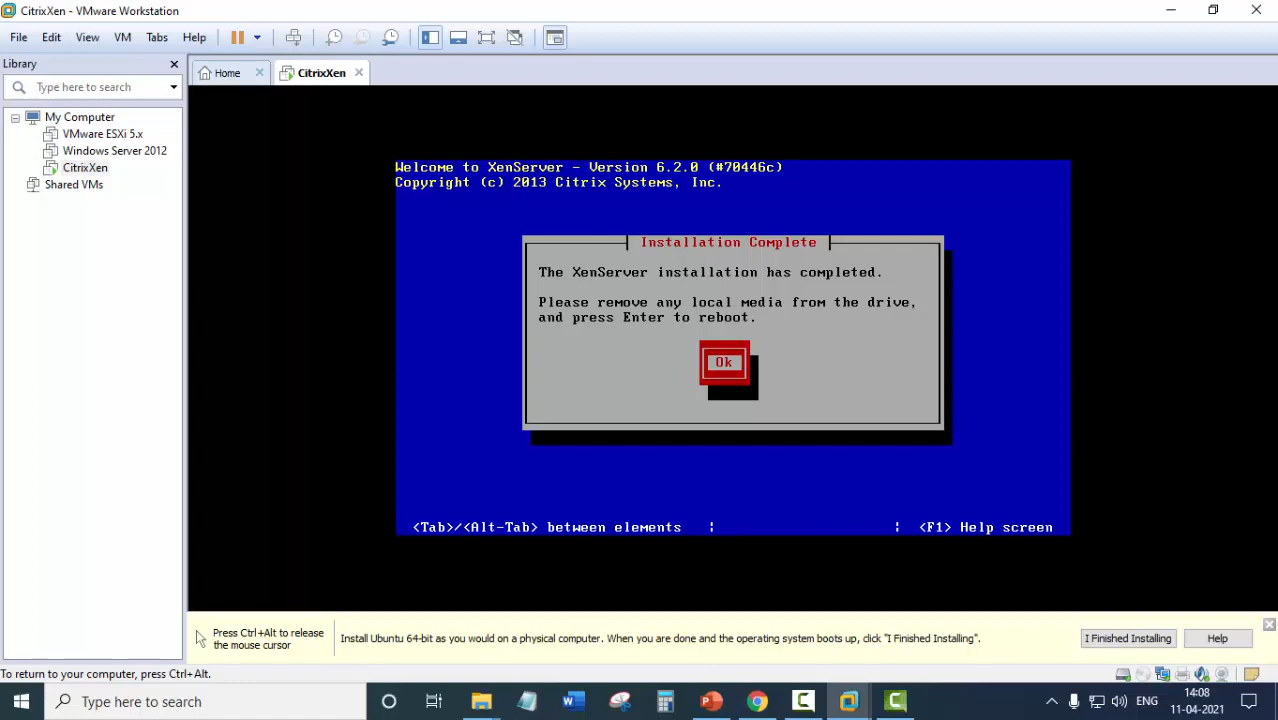 CitrixXen - VMware Workstation
File Edit View VM Tabs Help
Library
Type here to search
Home
CitrixXen
My Computer
VMware ESXi 5.x
Windows Server 2012
CitrixXen
Shared VMs
Welcome to XenServer - Version 6.2.0 (#70446c)
Copyright (c) 2013 Citrix Systems, Inc.
Installation Complete
The XenServer installation has completed.
Please remove any local media from the drive,
and press Enter to reboot.
Ok
<Tab>/<Alt-Tab> between elements | | <F1> Help screen
Press Ctrl+Alt to release
the mouse cursor
Install Ubuntu 64-bit as you would on a physical computer. When you are done and the operating system boots up, click "I Finished Installing".
I Finished Installing
Help
To return to your computer, press Ctrl+Alt.
Type here to search
ENG
14:08
11-04-2021